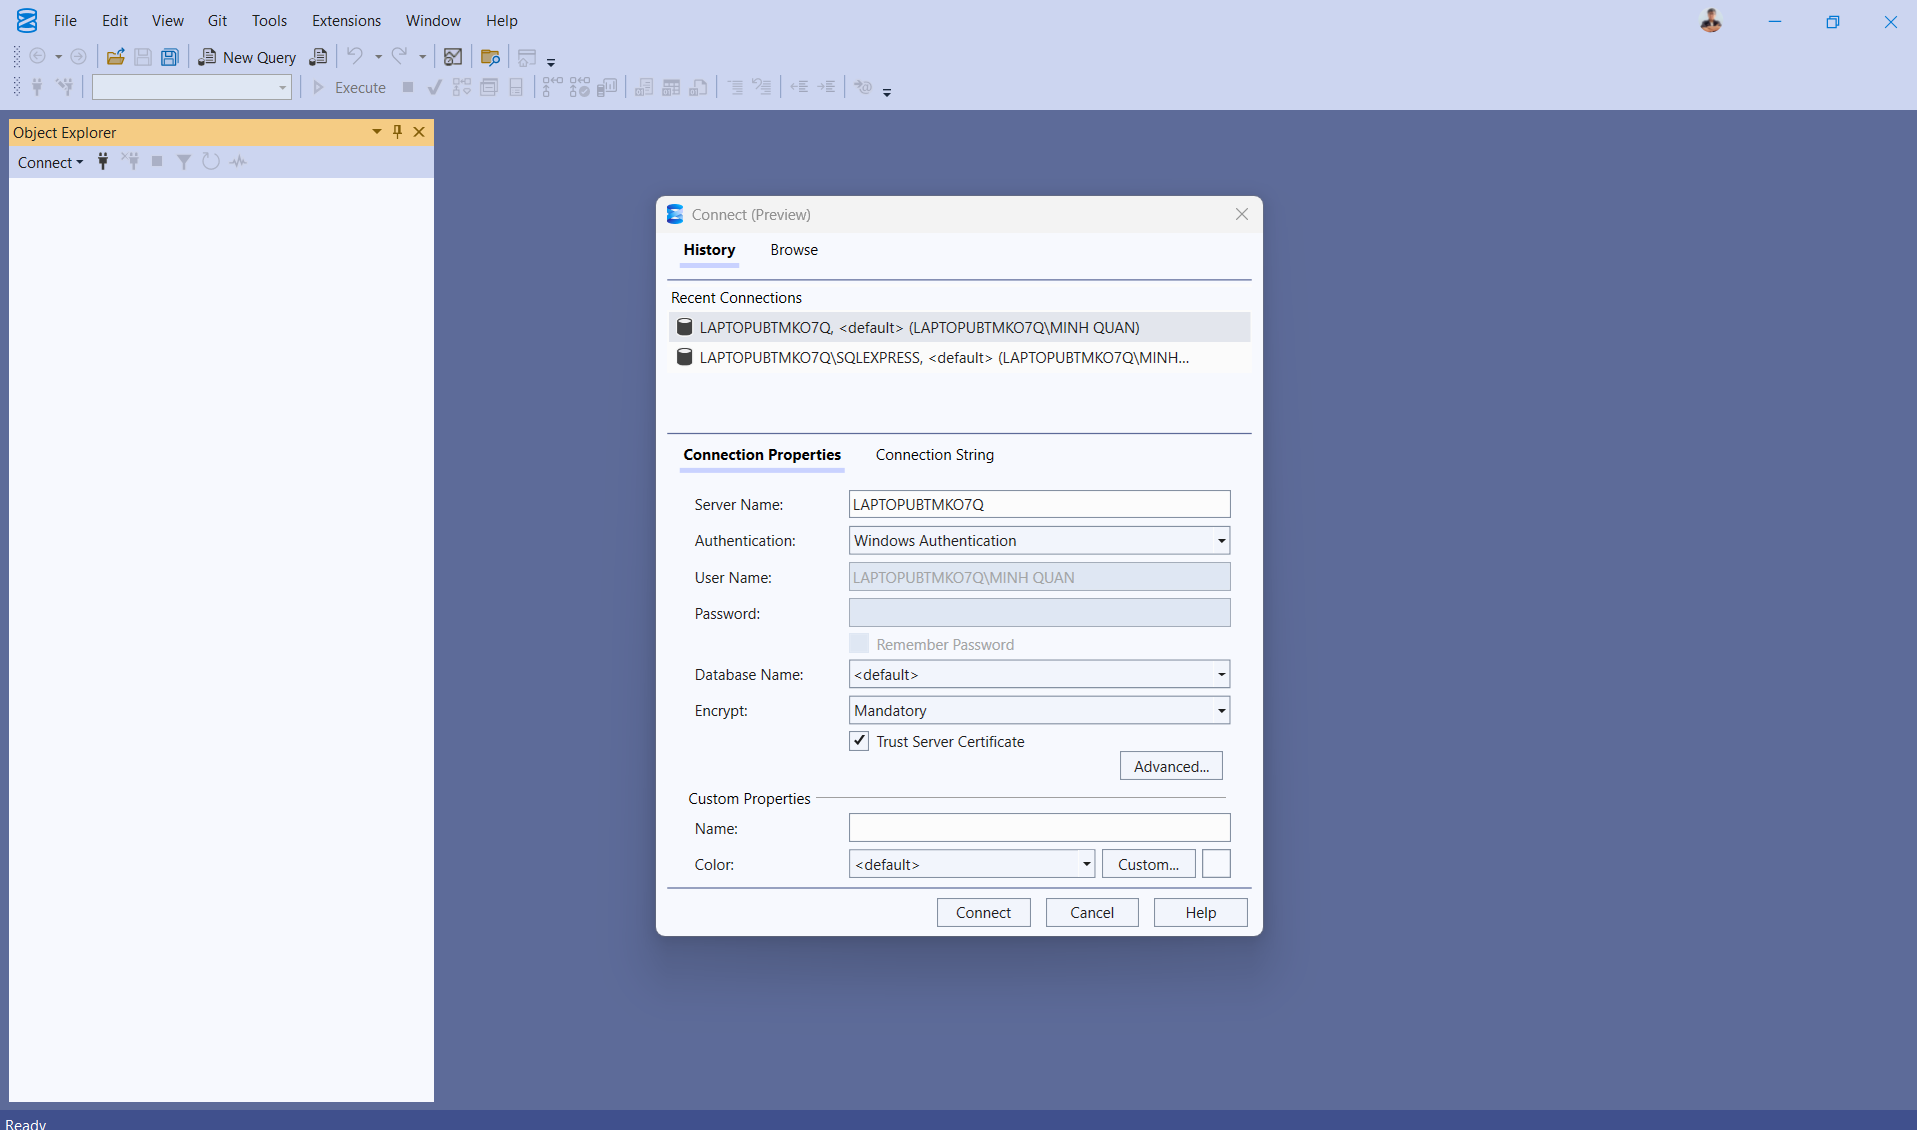 File Edit View Git Tools Extensions Window Help
New Query
Execute
Object Explorer
Connect
Connect (Preview)
History Browse
Recent Connections
LAPTOPUBTMKO7Q, <default> (LAPTOPUBTMKO7Q\MINH QUAN)
LAPTOPUBTMKO7Q\SQLEXPRESS, <default> (LAPTOPUBTMKO7Q\MINH...
Connection Properties Connection String
Server Name: LAPTOPUBTMKO7Q
Authentication: Windows Authentication
User Name: LAPTOPUBTMKO7Q\MINH QUAN
Password:
Remember Password
Database Name: <default>
Encrypt: Mandatory
Trust Server Certificate
Advanced...
Custom Properties
Name:
Color: <default> Custom...
Connect Cancel Help
Ready